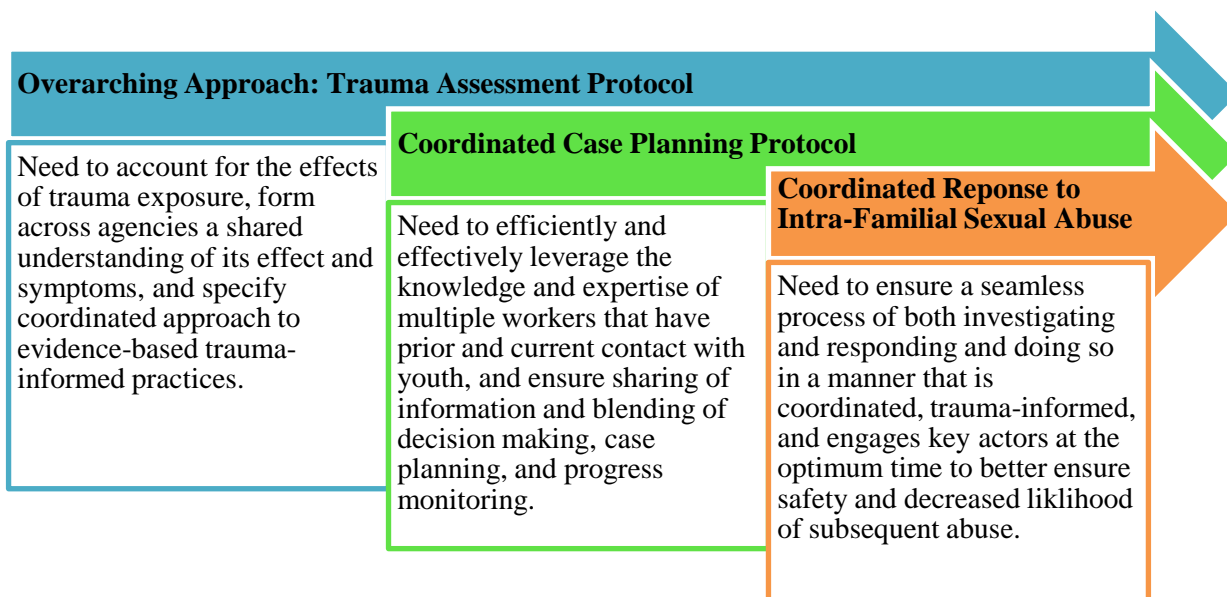 Overarching Approach: Trauma Assessment Protocol
Need to account for the effects
of trauma exposure, form
across agencies a shared
understanding of its effect and
symptoms, and specify
coordinated approach to
evidence-based trauma-
informed practices.
Coordinated Case Planning Protocol
Need to efficiently and
effectively leverage the
knowledge and expertise of
multiple workers that have
prior and current contact with
youth, and ensure sharing of
information and blending of
decision making, case
planning, and progress
monitoring.
Coordinated Reponse to
Intra-Familial Sexual Abuse
Need to ensure a seamless
process of both investigating
and responding and doing so
in a manner that is
coordinated, trauma-informed,
and engages key actors at the
optimum time to better ensure
safety and decreased liklihood
of subsequent abuse.